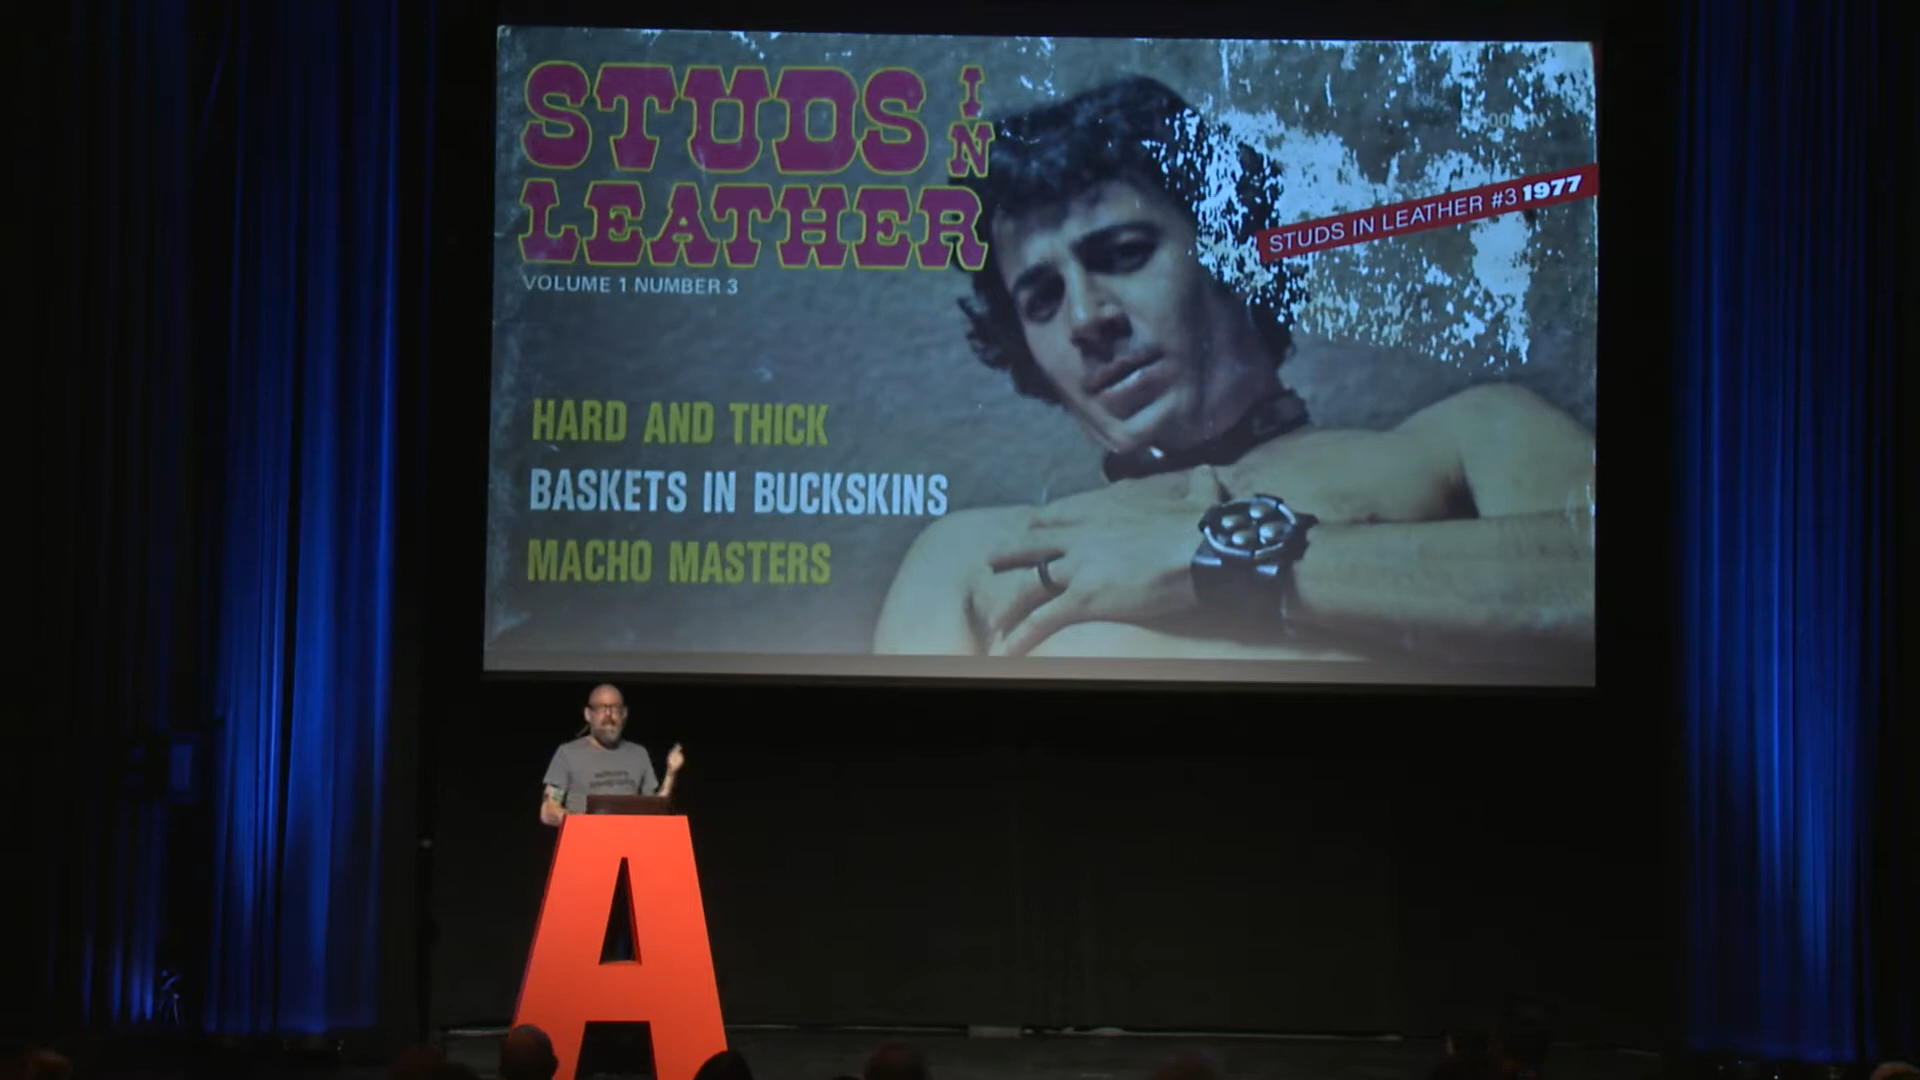 STUDS IN
LEATHER
VOLUME 1 NUMBER 3
STUDS IN LEATHER #3 1977
HARD AND THICK
BASKETS IN BUCKSKINS
MACHO MASTERS
A